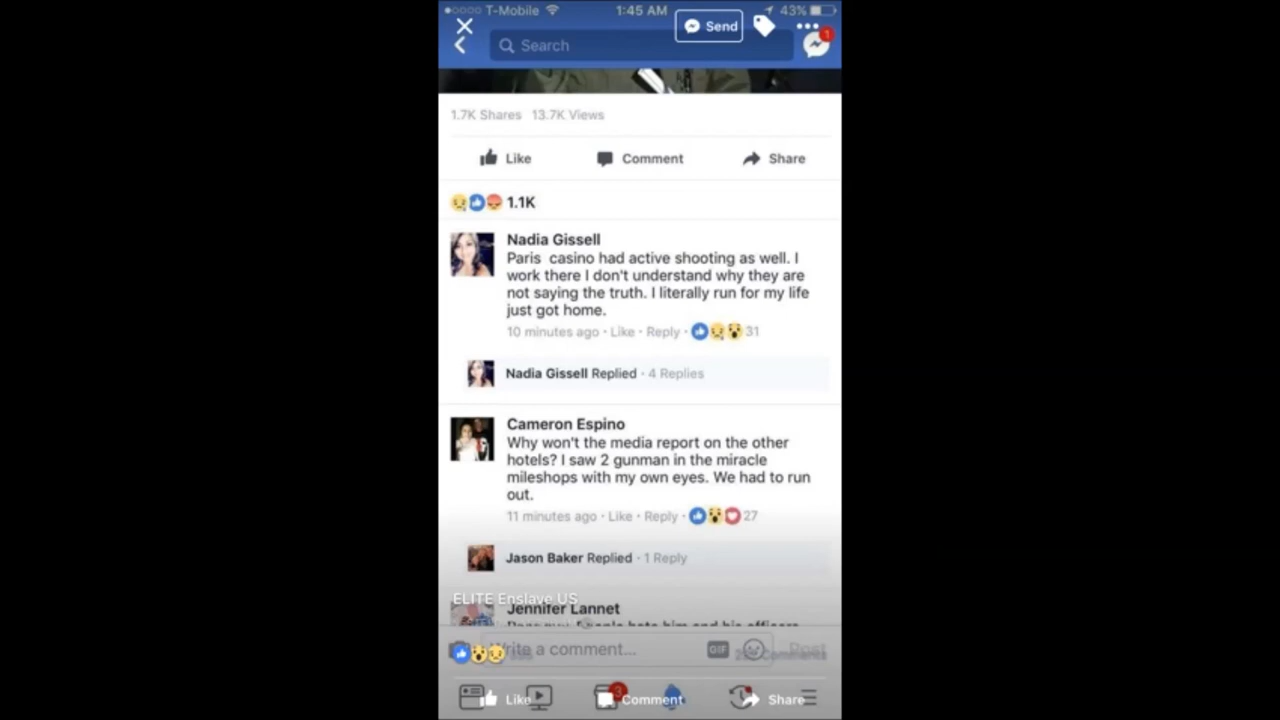 T-Mobile 1:45 AM 43%
Send
Search
1
1.7K Shares 13.7K Views
Like Comment Share
1.1K
Nadia Gissell
Paris casino had active shooting as well. I
work there I don't understand why they are
not saying the truth. I literally run for my life
just got home.
10 minutes ago · Like · Reply · 31
Nadia Gissell Replied · 4 Replies
Cameron Espino
Why won't the media report on the other
hotels? I saw 2 gunman in the miracle
mileshops with my own eyes. We had to run
out.
11 minutes ago · Like · Reply · 27
Jason Baker Replied · 1 Reply
ELITE Enslave US
Jennifer Lannet
Write a comment... GIF Post
Comments
3
Like Comment Share